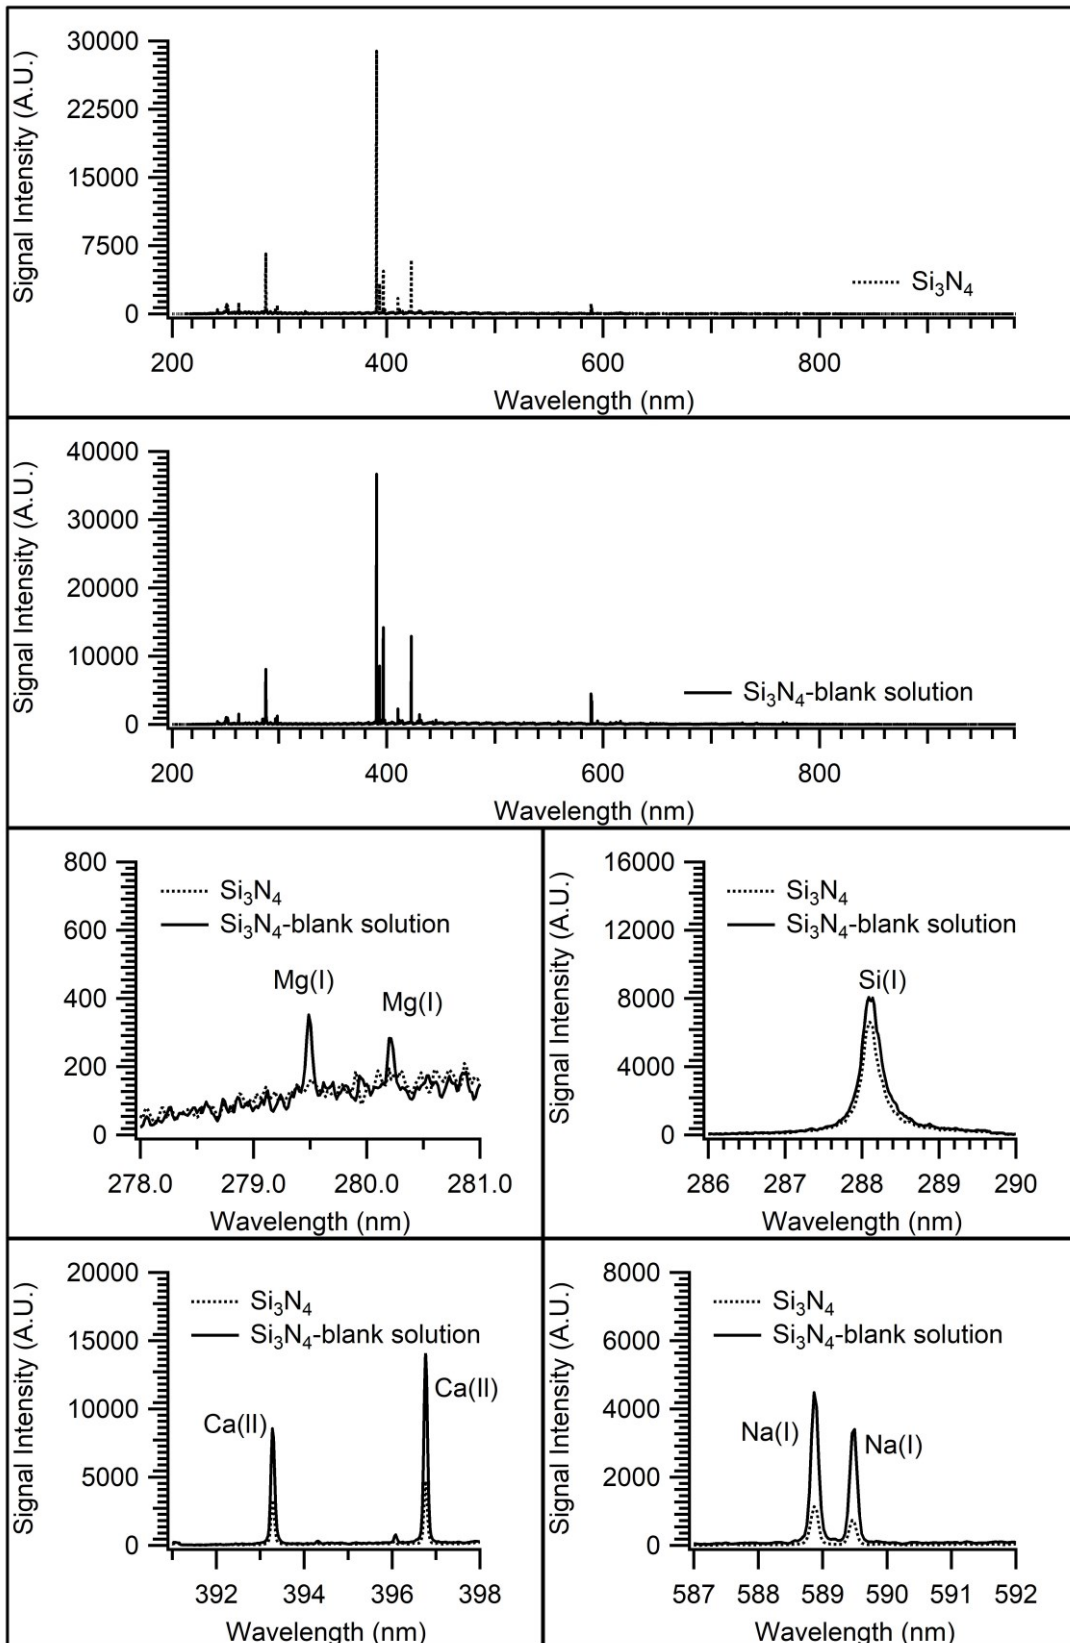 Signal Intensity (A.U.)
30000
22500
15000
7500
0
Si₃N₄
200 400 600 800
Wavelength (nm)
Signal Intensity (A.U.)
40000
30000
20000
10000
0
Si₃N₄-blank solution
200 400 600 800
Wavelength (nm)
Signal Intensity (A.U.)
800
600
400
200
0
Si₃N₄
Si₃N₄-blank solution
Mg(I)
Mg(I)
278.0 279.0 280.0 281.0
Wavelength (nm)
Signal Intensity (A.U.)
16000
12000
8000
4000
0
Si₃N₄
Si₃N₄-blank solution
Si(I)
286 287 288 289 290
Wavelength (nm)
Signal Intensity (A.U.)
20000
15000
10000
5000
0
Si₃N₄
Si₃N₄-blank solution
Ca(II)
Ca(II)
392 394 396 398
Wavelength (nm)
Signal Intensity (A.U.)
8000
6000
4000
2000
0
Si₃N₄
Si₃N₄-blank solution
Na(I)
Na(I)
587 588 589 590 591 592
Wavelength (nm)